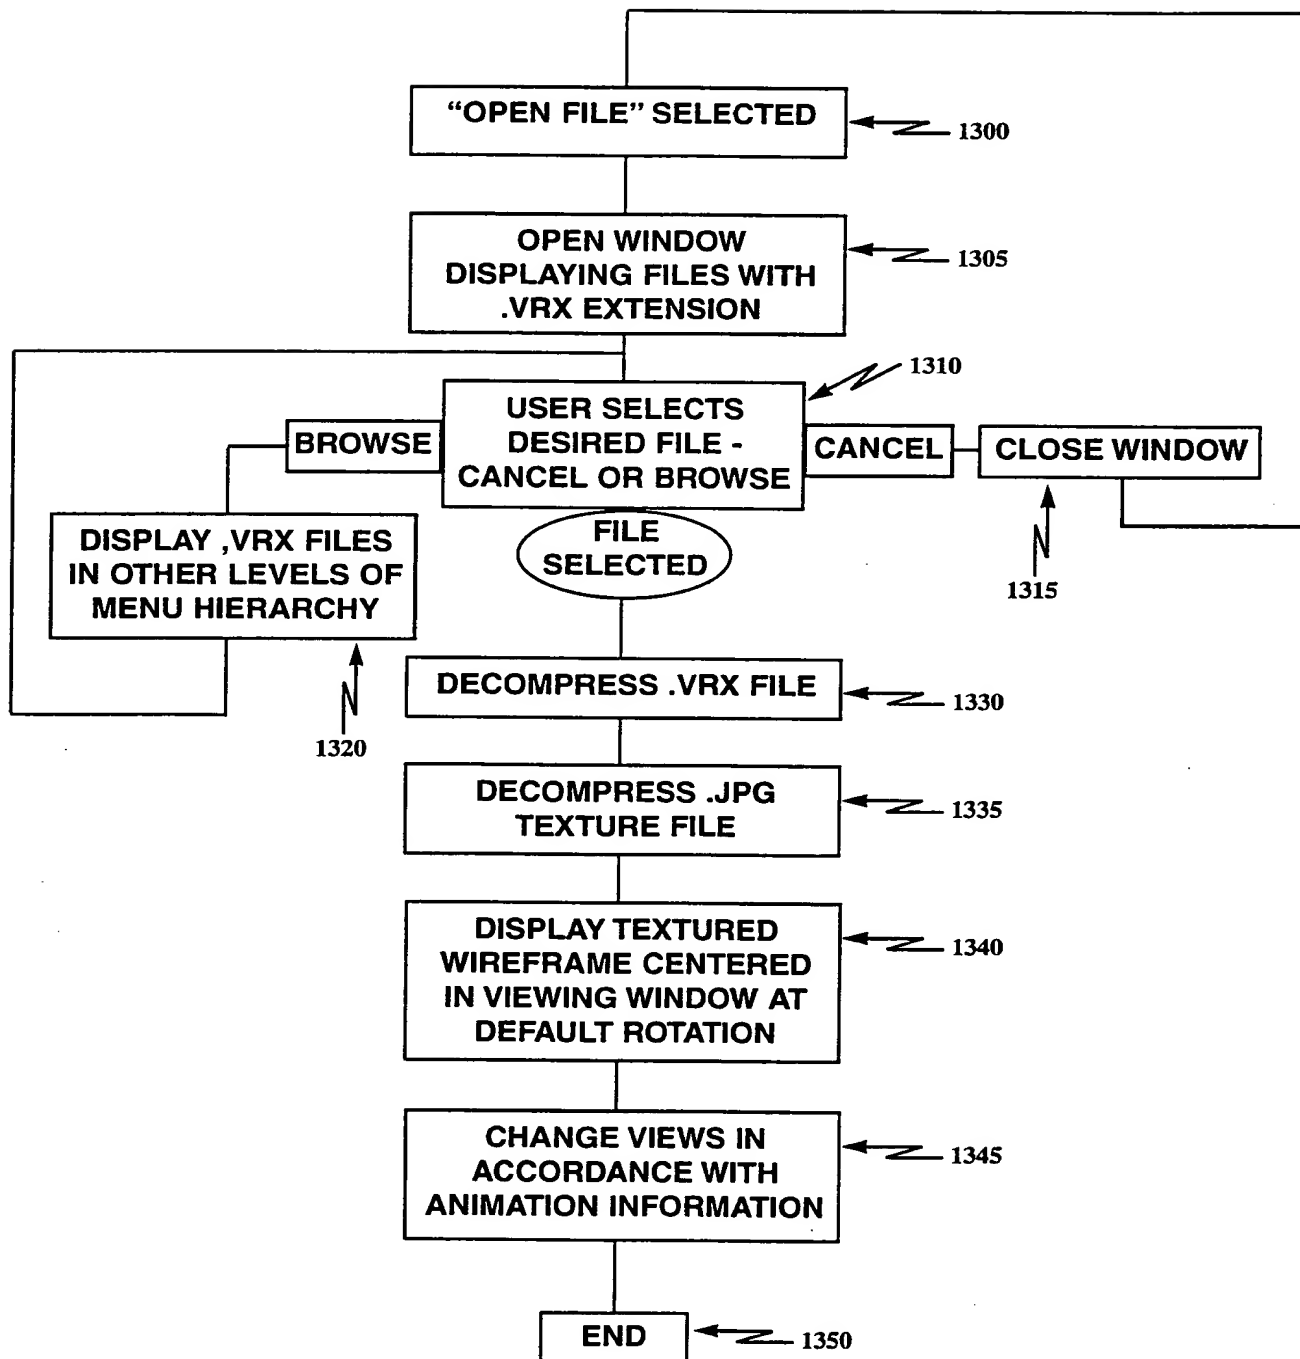 “OPEN FILE” SELECTED
1300
OPEN WINDOW
DISPLAYING FILES WITH
.VRX EXTENSION
1305
1310
USER SELECTS
DESIRED FILE -
CANCEL OR BROWSE
BROWSE
CANCEL
CLOSE WINDOW
1315
FILE
SELECTED
DISPLAY ,VRX FILES
IN OTHER LEVELS OF
MENU HIERARCHY
1320
DECOMPRESS .VRX FILE
1330
DECOMPRESS .JPG
TEXTURE FILE
1335
DISPLAY TEXTURED
WIREFRAME CENTERED
IN VIEWING WINDOW AT
DEFAULT ROTATION
1340
CHANGE VIEWS IN
ACCORDANCE WITH
ANIMATION INFORMATION
1345
END
1350